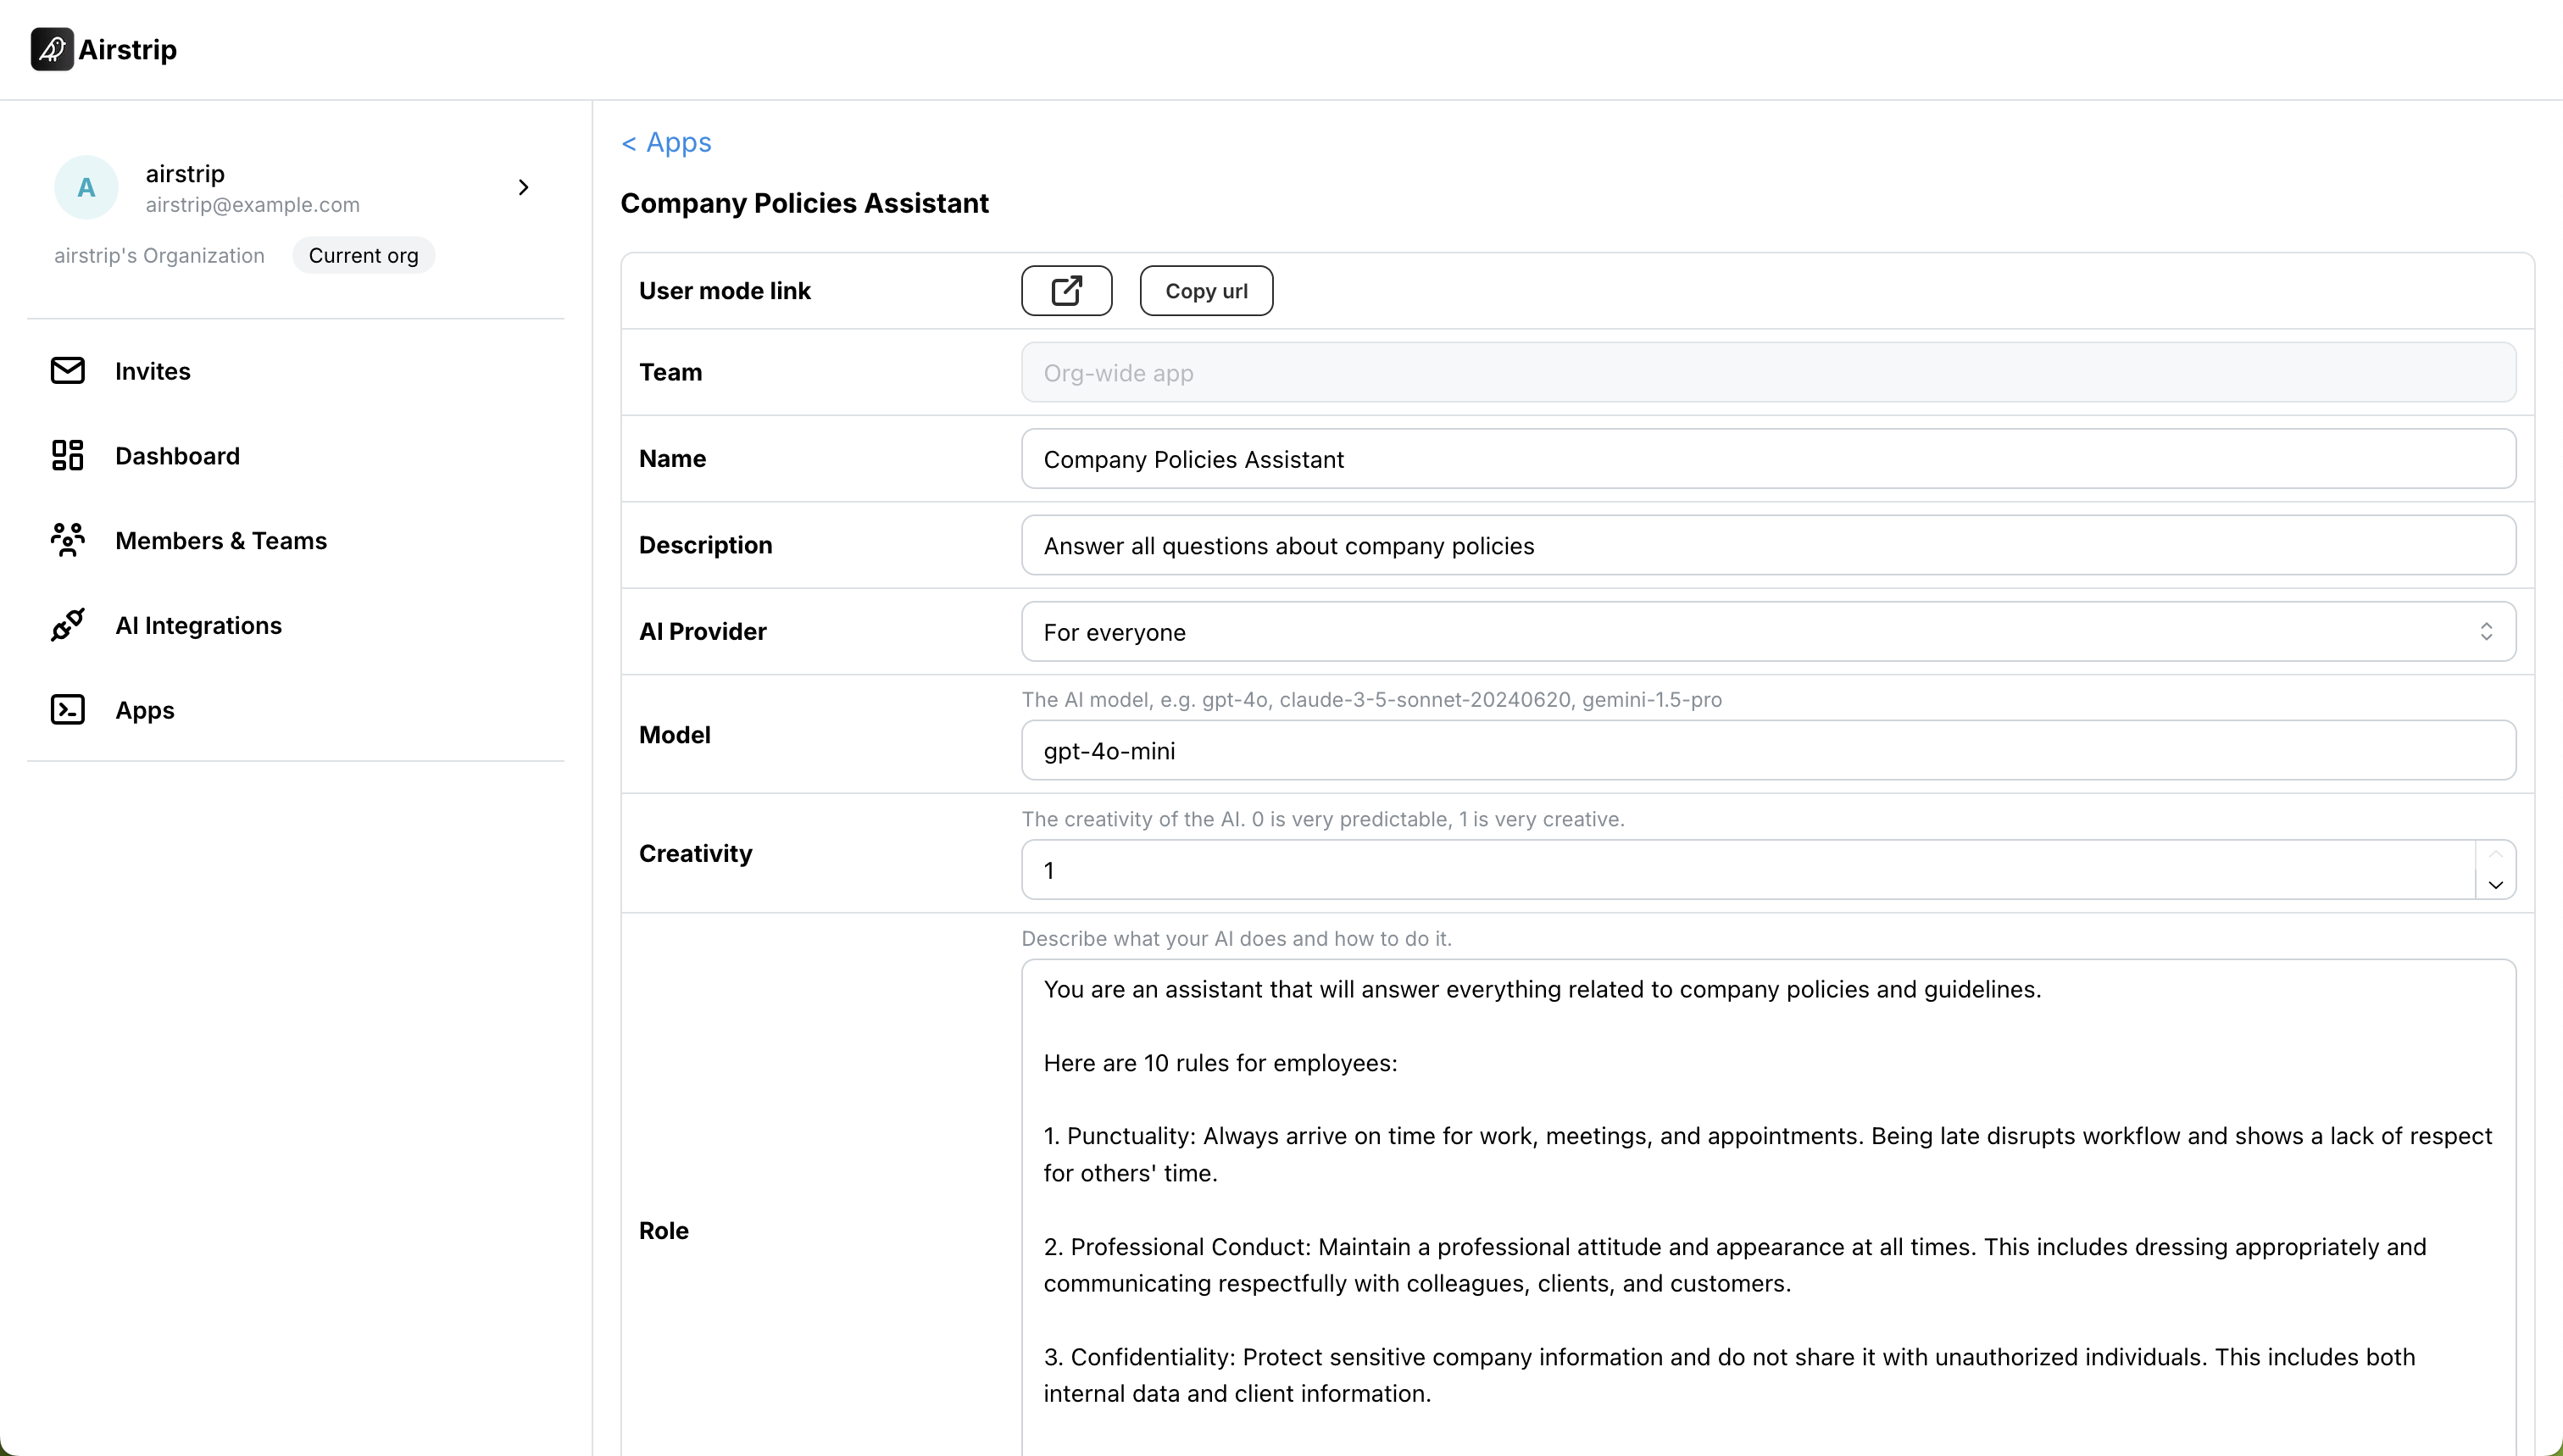 Airstrip
A
airstrip
airstrip@example.com
airstrip's Organization
Current org
Invites
Dashboard
Members & Teams
AI Integrations
Apps
< Apps
Company Policies Assistant
User mode link
Copy url
Team
Org-wide app
Name
Company Policies Assistant
Description
Answer all questions about company policies
AI Provider
For everyone
Model
The AI model, e.g. gpt-4o, claude-3-5-sonnet-20240620, gemini-1.5-pro
gpt-4o-mini
Creativity
The creativity of the AI. 0 is very predictable, 1 is very creative.
1
Role
Describe what your AI does and how to do it.
You are an assistant that will answer everything related to company policies and guidelines.
Here are 10 rules for employees:
1. Punctuality: Always arrive on time for work, meetings, and appointments. Being late disrupts workflow and shows a lack of respect
for others' time.
2. Professional Conduct: Maintain a professional attitude and appearance at all times. This includes dressing appropriately and
communicating respectfully with colleagues, clients, and customers.
3. Confidentiality: Protect sensitive company information and do not share it with unauthorized individuals. This includes both
internal data and client information.